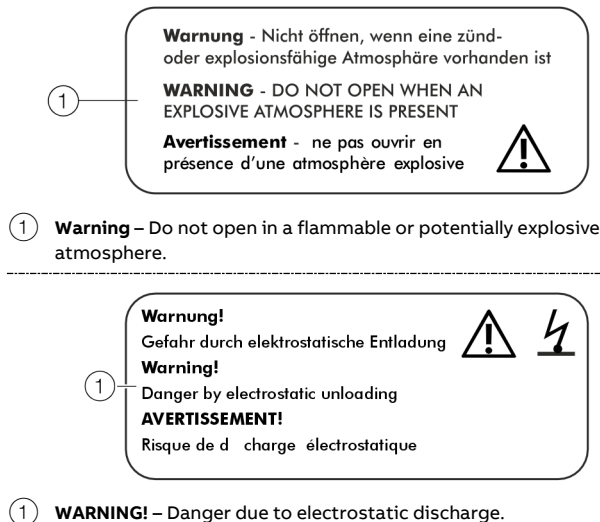 Warnung - Nicht öffnen, wenn eine zünd-
oder explosionsfähige Atmosphäre vorhanden ist
WARNING - DO NOT OPEN WHEN AN
EXPLOSIVE ATMOSPHERE IS PRESENT
Avertissement - ne pas ouvrir en
présence d'une atmosphère explosive
1
1 Warning – Do not open in a flammable or potentially explosive
atmosphere.
Warnung!
Gefahr durch elektrostatische Entladung
Warning!
Danger by electrostatic unloading
AVERTISSEMENT!
Risque de d charge électrostatique
1
1 WARNING! – Danger due to electrostatic discharge.